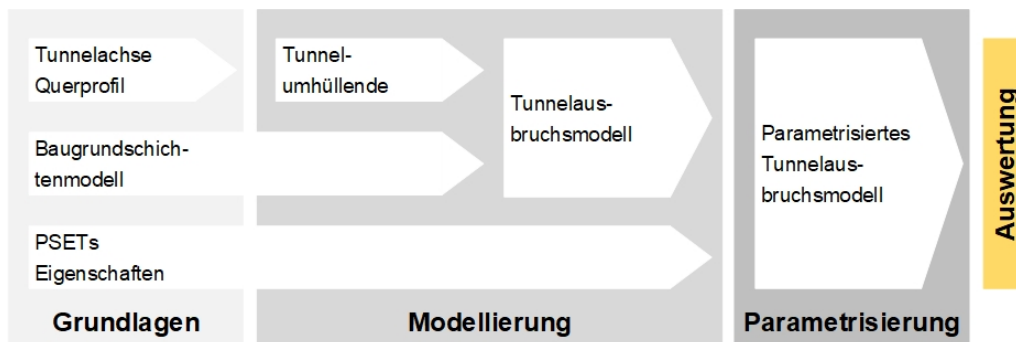 Tunnelachse
Querprofil
Tunnel-
umhüllende
Tunnelaus-
bruchsmodell
Baugrundschich-
tenmodell
PSETs
Eigenschaften
Parametrisiertes
Tunnelaus-
bruchsmodell
Auswertung
Grundlagen
Modellierung
Parametrisierung